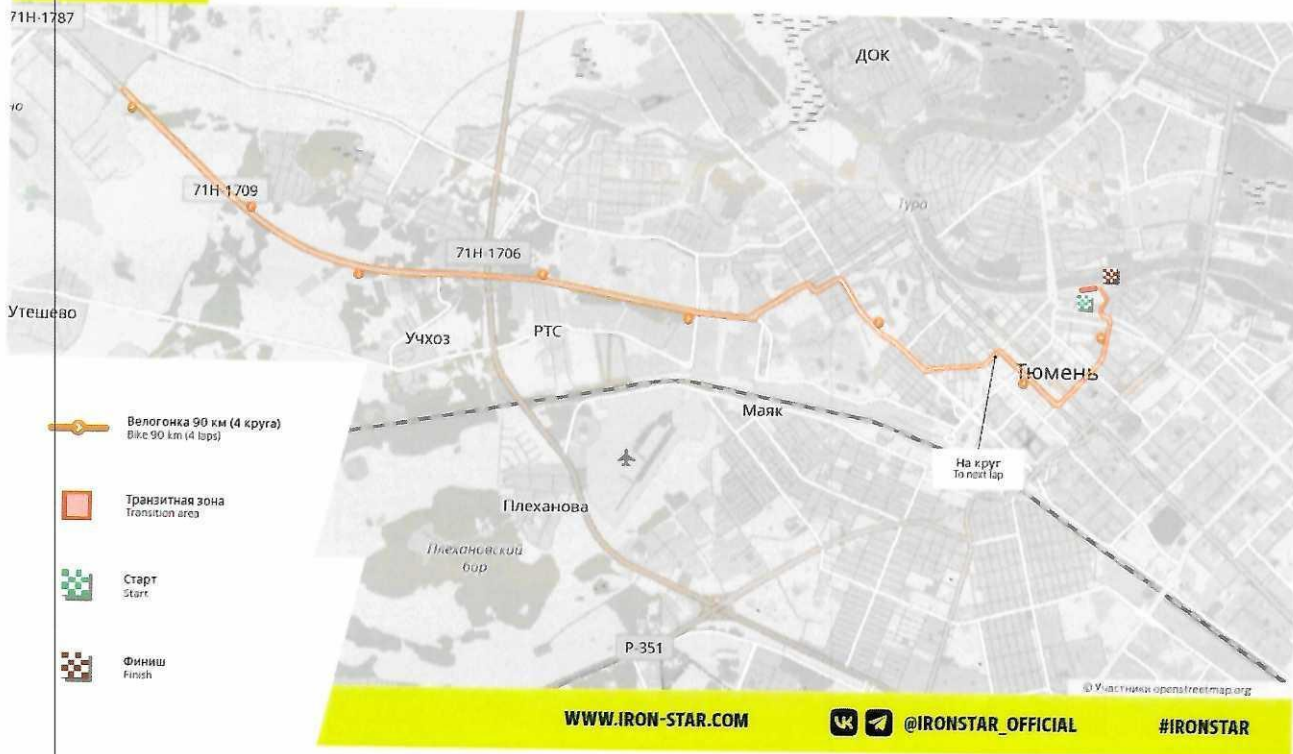 71Н-1787
ДОК
но
71Н 1709
Тура
71Н 1706
Утешево
Учхоз
РТС
Тюмень
Велогонка 90 км (4 круга)
Bike 90 km (4 laps)
Маяк
На круг
To next lap
Транзитная зона
Transition area
Плеханова
Плехановский
бор
Старт
Start
Финиш
Finish
Р-351
© Участники openstreetmap.org
WWW.IRON-STAR.COM
@IRONSTAR_OFFICIAL
#IRONSTAR